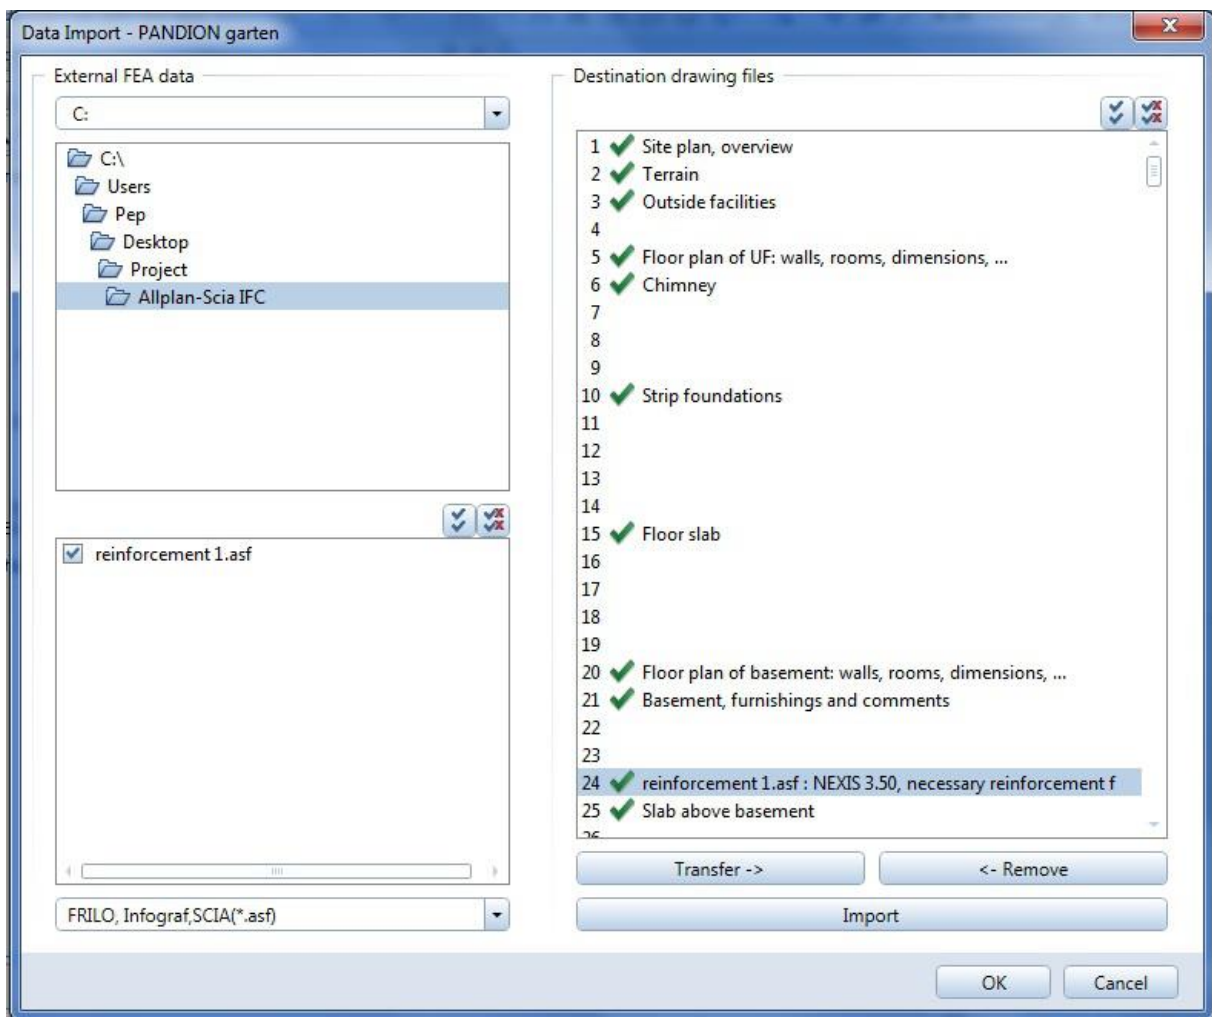 Data Import - PANDION garten
External FEA data
C:
C:\
Users
Pep
Desktop
Project
Allplan-Scia IFC
reinforcement 1.asf
FRILO, Infograf,SCIA(*.asf)
Destination drawing files
1 Site plan, overview
2 Terrain
3 Outside facilities
4
5 Floor plan of UF: walls, rooms, dimensions, ...
6 Chimney
7
8
9
10 Strip foundations
11
12
13
14
15 Floor slab
16
17
18
19
20 Floor plan of basement: walls, rooms, dimensions, ...
21 Basement, furnishings and comments
22
23
24 reinforcement 1.asf : NEXIS 3.50, necessary reinforcement f
25 Slab above basement
26
Transfer ->
<- Remove
Import
OK
Cancel